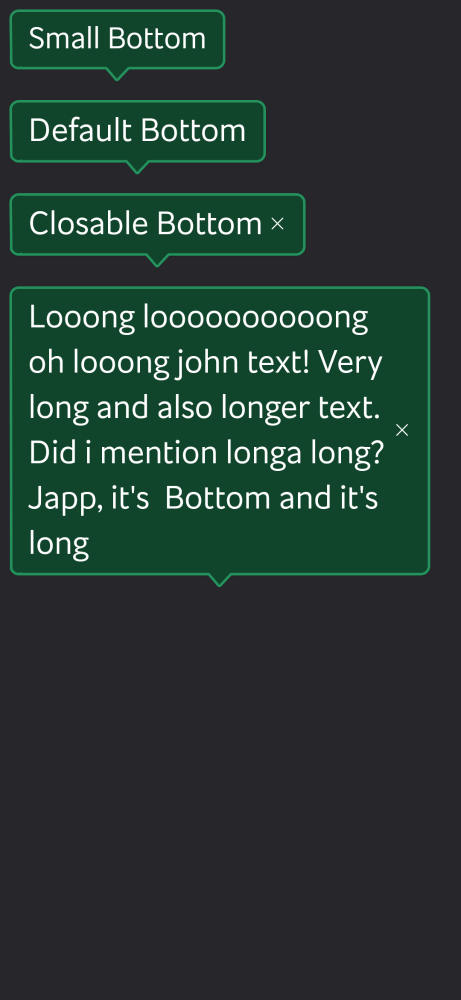 Small Bottom
Default Bottom
Closable Bottom ×
Looong looooooooooong
oh looong john text! Very
long and also longer text.
Did i mention longa long?
Japp, it's  Bottom and it's
long
×